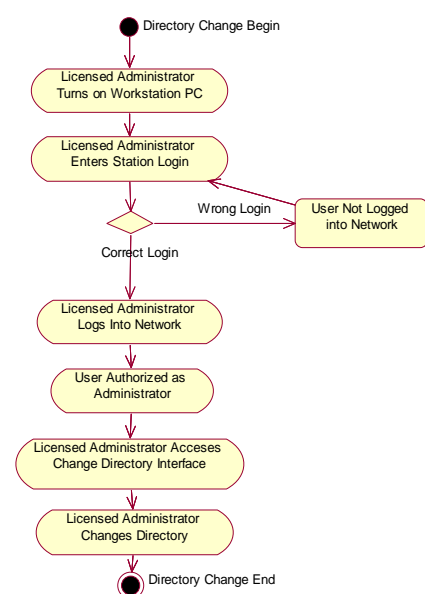 Directory Change Begin
Licensed Administrator
Turns on Workstation PC
Licensed Administrator
Enters Station Login
Wrong Login
User Not Logged
into Network
Correct Login
Licensed Administrator
Logs Into Network
User Authorized as
Administrator
Licensed Administrator Acceses
Change Directory Interface
Licensed Administrator
Changes Directory
Directory Change End